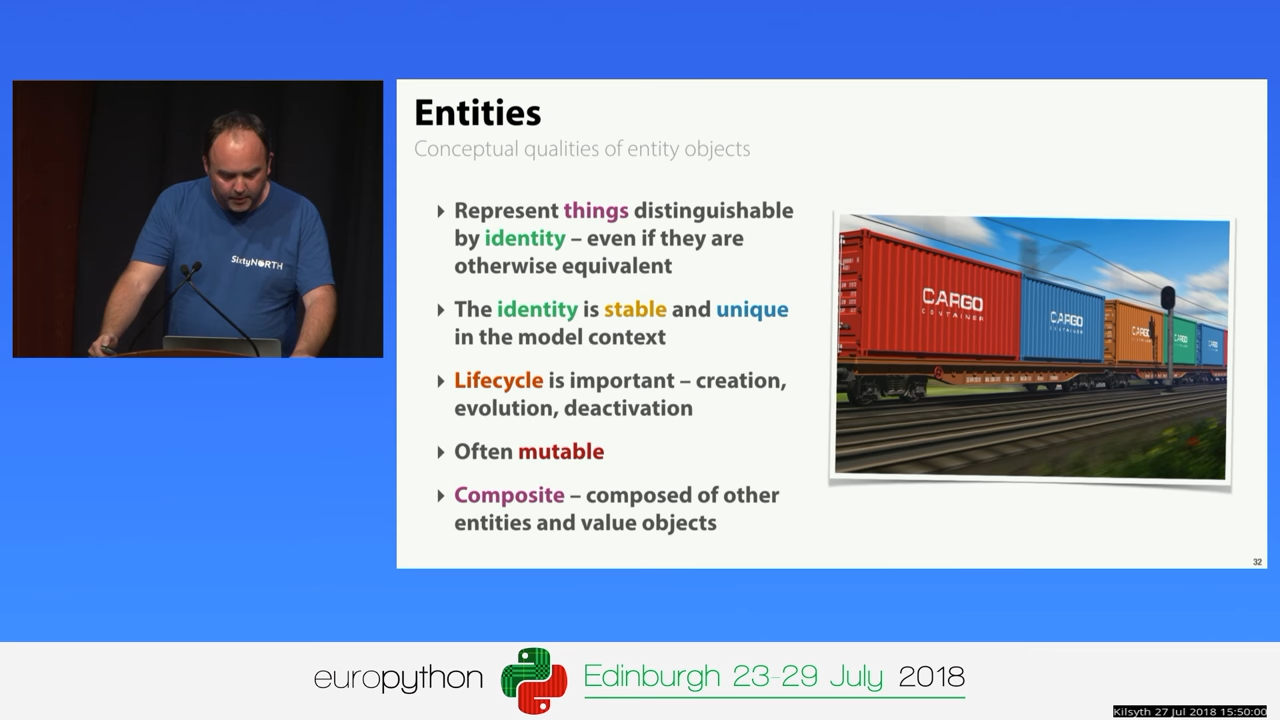 SixtyNORTH
Entities
Conceptual qualities of entity objects
Represent things distinguishable
by identity – even if they are
otherwise equivalent
The identity is stable and unique
in the model context
Lifecycle is important – creation,
evolution, deactivation
Often mutable
Composite – composed of other
entities and value objects
CARGO
CONTAINER
CARGO
CONTAINER
CARGO
CARGO
CARGO
32
europython
Edinburgh 23-29 July 2018
Kilsyth 27 Jul 2018 15:50:00